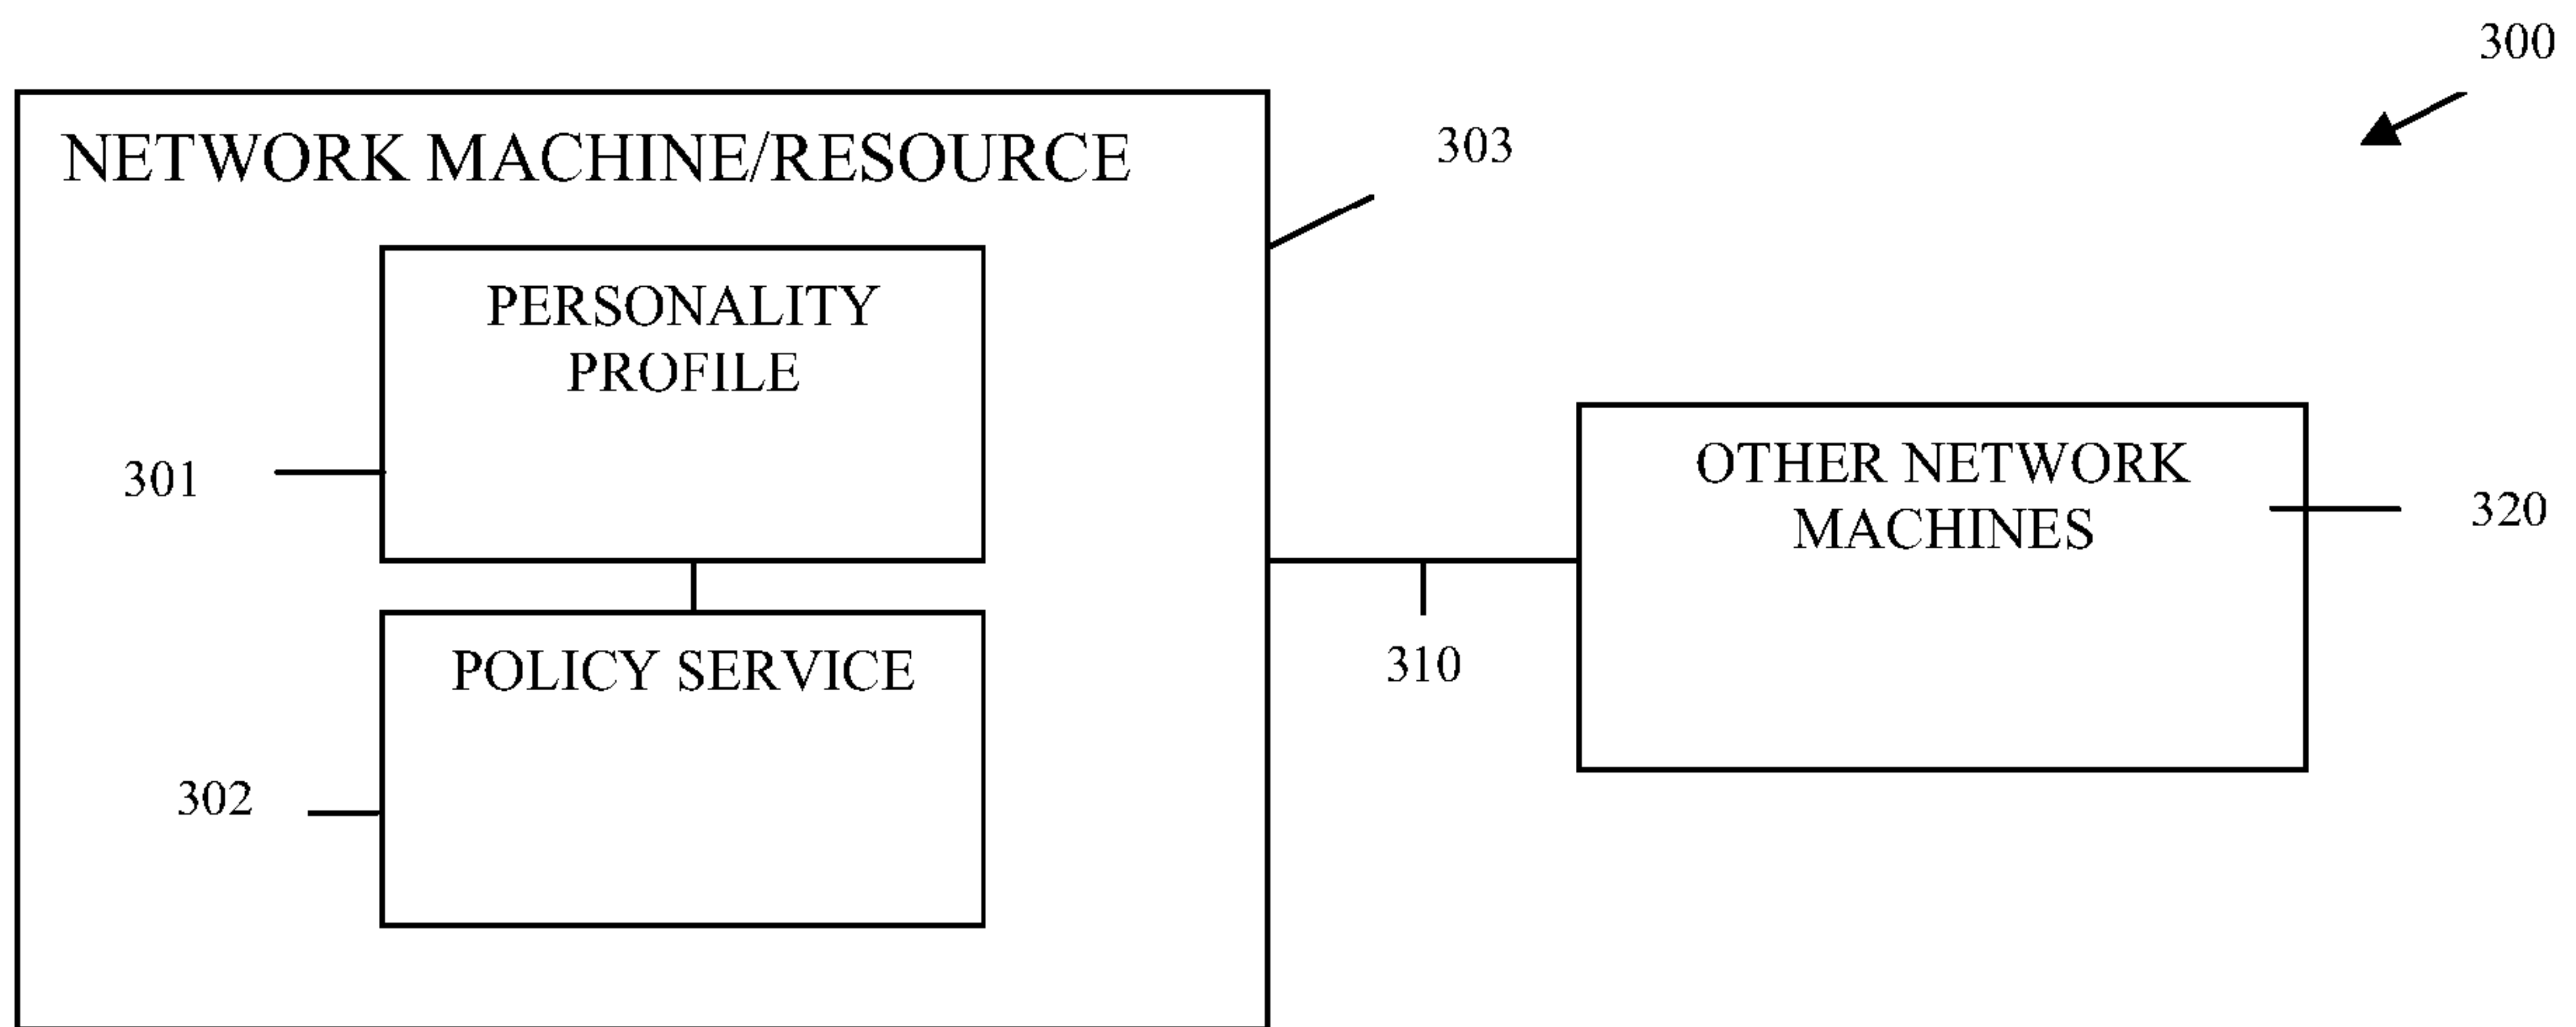 300
NETWORK MACHINE/RESOURCE
303
PERSONALITY
PROFILE
301
OTHER NETWORK
MACHINES
320
310
POLICY SERVICE
302